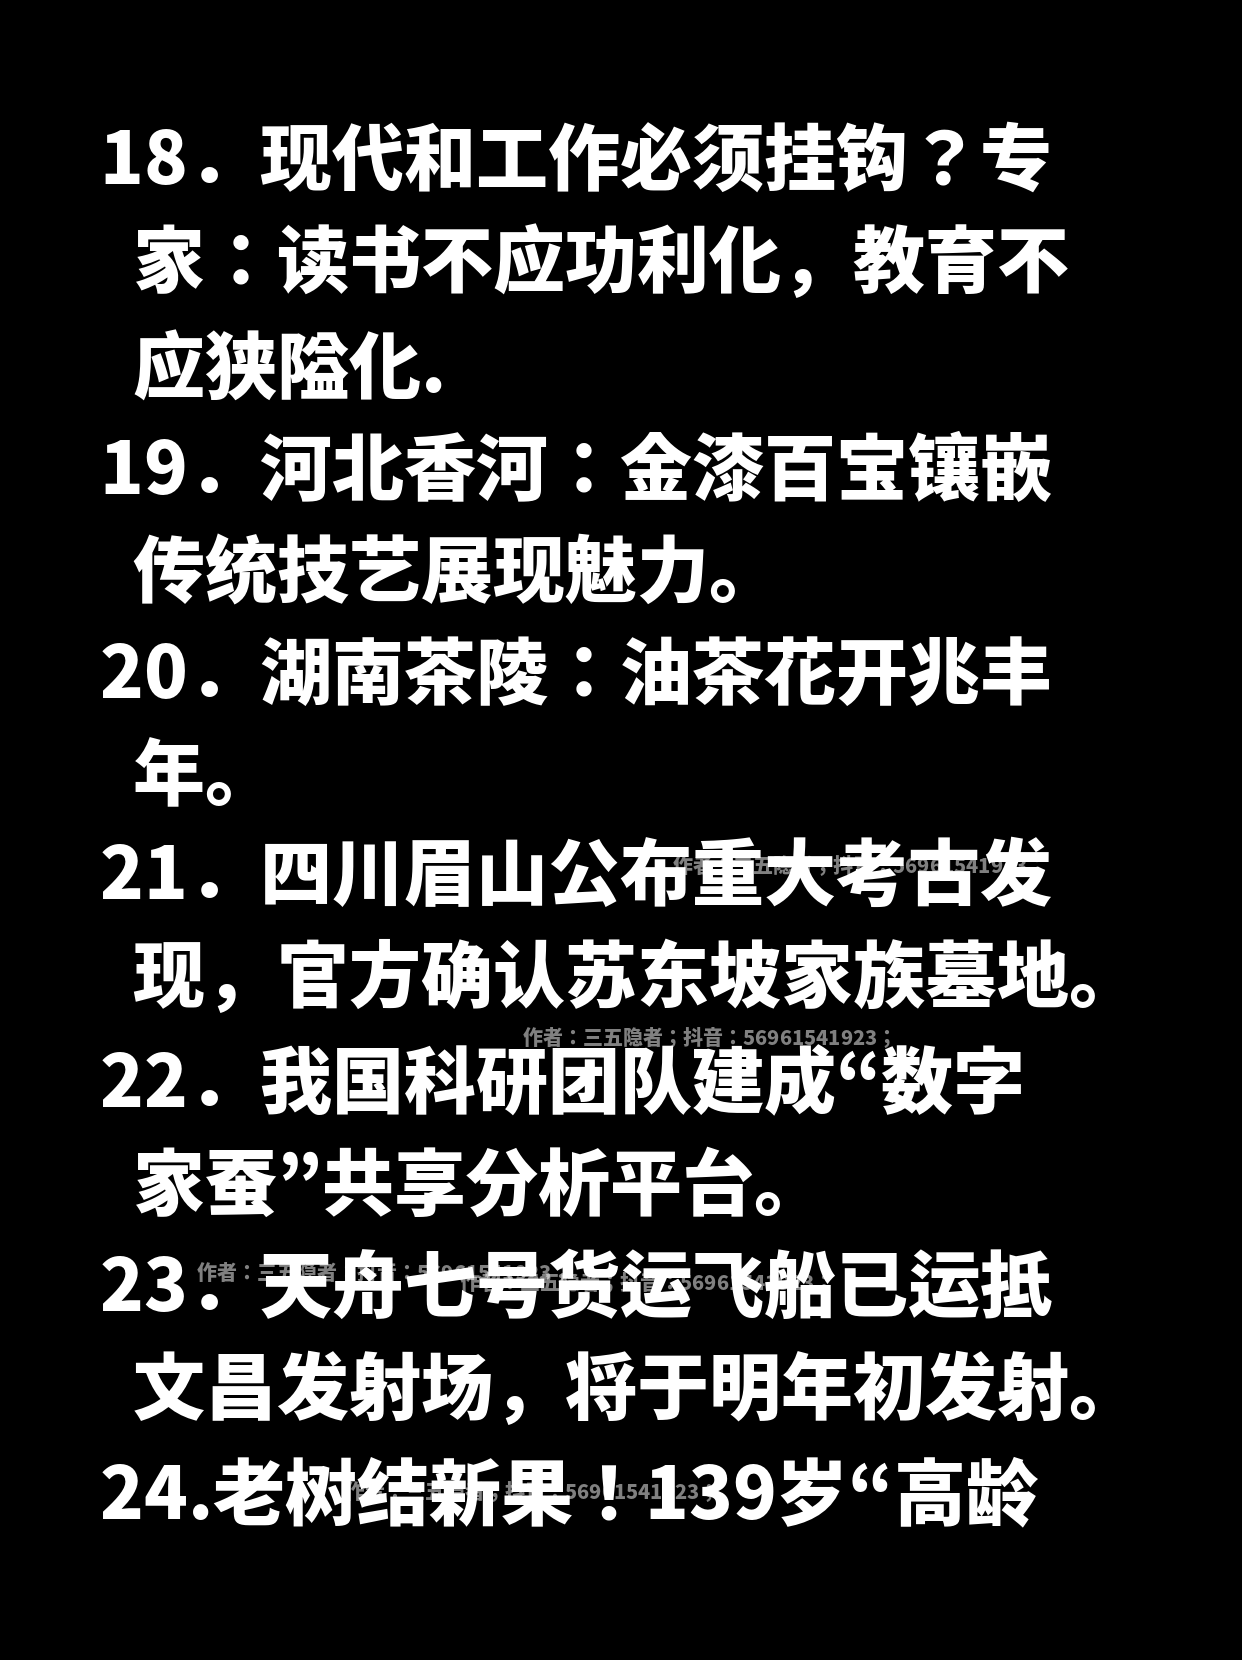 18．现代和工作必须挂钩？专
家：读书不应功利化，教育不
应狭隘化.
19．河北香河：金漆百宝镶嵌
传统技艺展现魅力。
20．湖南茶陵：油茶花开兆丰
年。
21．四川眉山公布重大考古发
现，官方确认苏东坡家族墓地。
作者：三五隐者；抖音：56961541923；
22．我国科研团队建成“数字
家蚕”共享分析平台。
23．天舟七号货运飞船已运抵
文昌发射场，将于明年初发射。
24.老树结新果！139岁“高龄